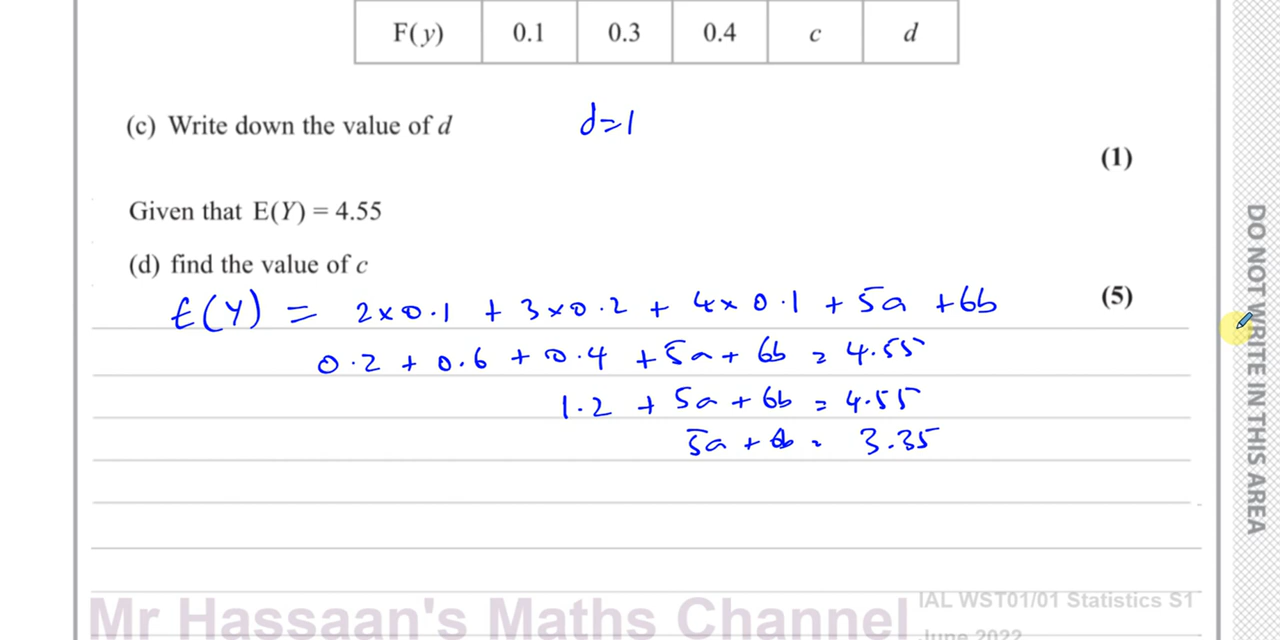 F(y) 0.1 0.3 0.4 c d
(c) Write down the value of d d=1
(1)
Given that E(Y) = 4.55
(d) find the value of c
(5)
E(Y) = 2×0.1 + 3×0.2 + 4×0.1 + 5a + 6b
0.2 + 0.6 + 0.4 + 5a + 6b = 4.55
1.2 + 5a + 6b = 4.55
5a + 6b = 3.35
DO NOT WRITE IN THIS AREA
Mr Hassaan's Maths Channel
IAL WST01/01 Statistics S1
June 2022